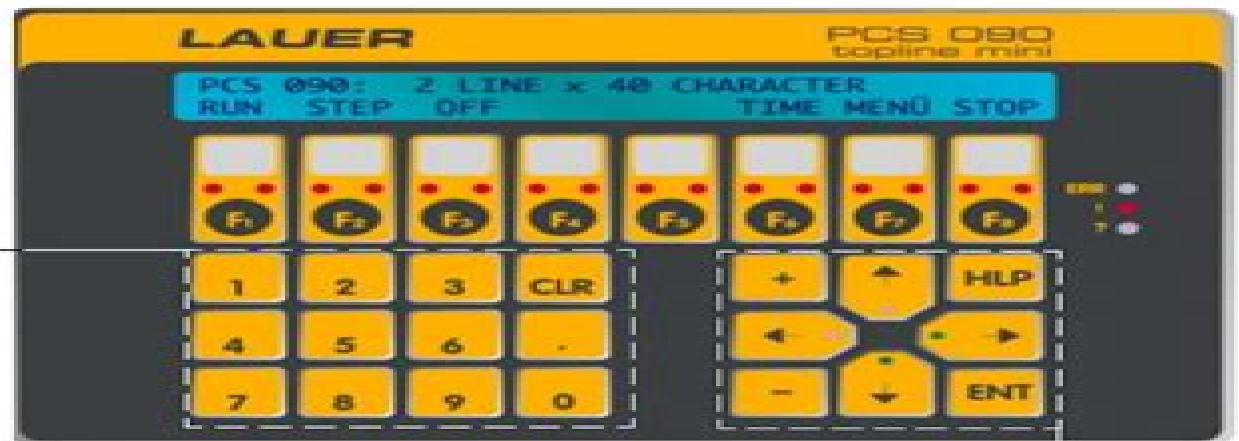 LAUER
PCS 090
topline mini
PCS 090: 2 LINE x 40 CHARACTER
RUN STEP OFF TIME MENÜ STOP
F1 F2 F3 F4 F5 F6 F7 F8
ERR
!
?
1 2 3 CLR + HLP
4 5 6 .
7 8 9 0 - ENT